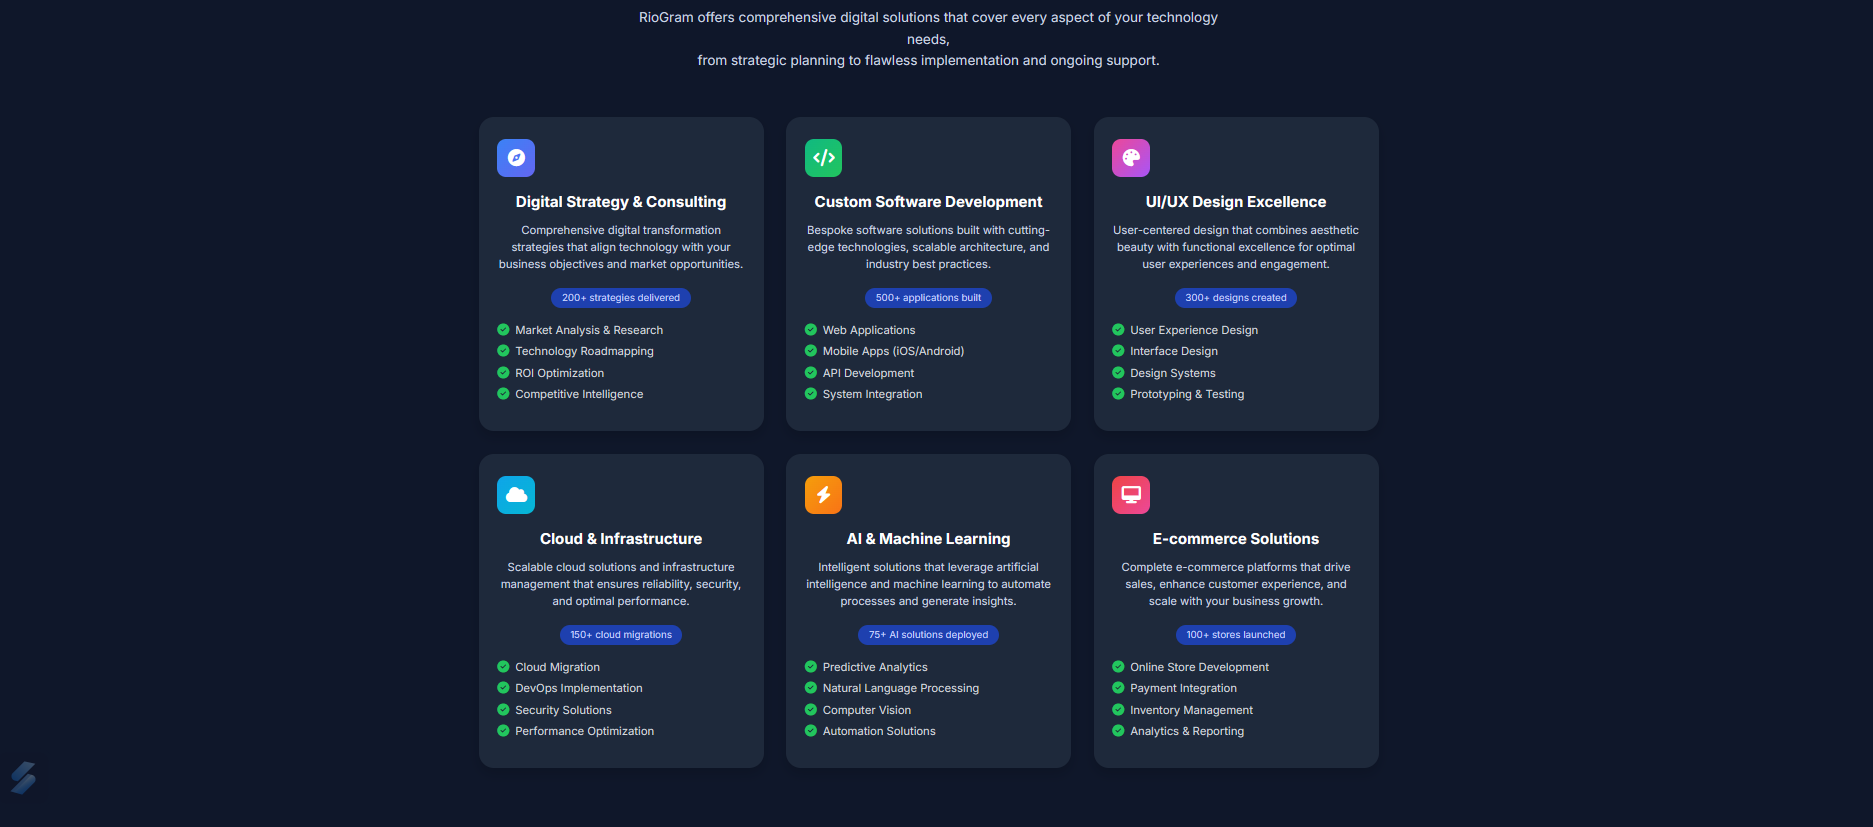 RioGram offers comprehensive digital solutions that cover every aspect of your technology
needs,
from strategic planning to flawless implementation and ongoing support.
Digital Strategy & Consulting
Comprehensive digital transformation
strategies that align technology with your
business objectives and market opportunities.
200+ strategies delivered
Market Analysis & Research
Technology Roadmapping
ROI Optimization
Competitive Intelligence
Custom Software Development
Bespoke software solutions built with cutting-
edge technologies, scalable architecture, and
industry best practices.
500+ applications built
Web Applications
Mobile Apps (iOS/Android)
API Development
System Integration
UI/UX Design Excellence
User-centered design that combines aesthetic
beauty with functional excellence for optimal
user experiences and engagement.
300+ designs created
User Experience Design
Interface Design
Design Systems
Prototyping & Testing
Cloud & Infrastructure
Scalable cloud solutions and infrastructure
management that ensures reliability, security,
and optimal performance.
150+ cloud migrations
Cloud Migration
DevOps Implementation
Security Solutions
Performance Optimization
AI & Machine Learning
Intelligent solutions that leverage artificial
intelligence and machine learning to automate
processes and generate insights.
75+ AI solutions deployed
Predictive Analytics
Natural Language Processing
Computer Vision
Automation Solutions
E-commerce Solutions
Complete e-commerce platforms that drive
sales, enhance customer experience, and
scale with your business growth.
100+ stores launched
Online Store Development
Payment Integration
Inventory Management
Analytics & Reporting